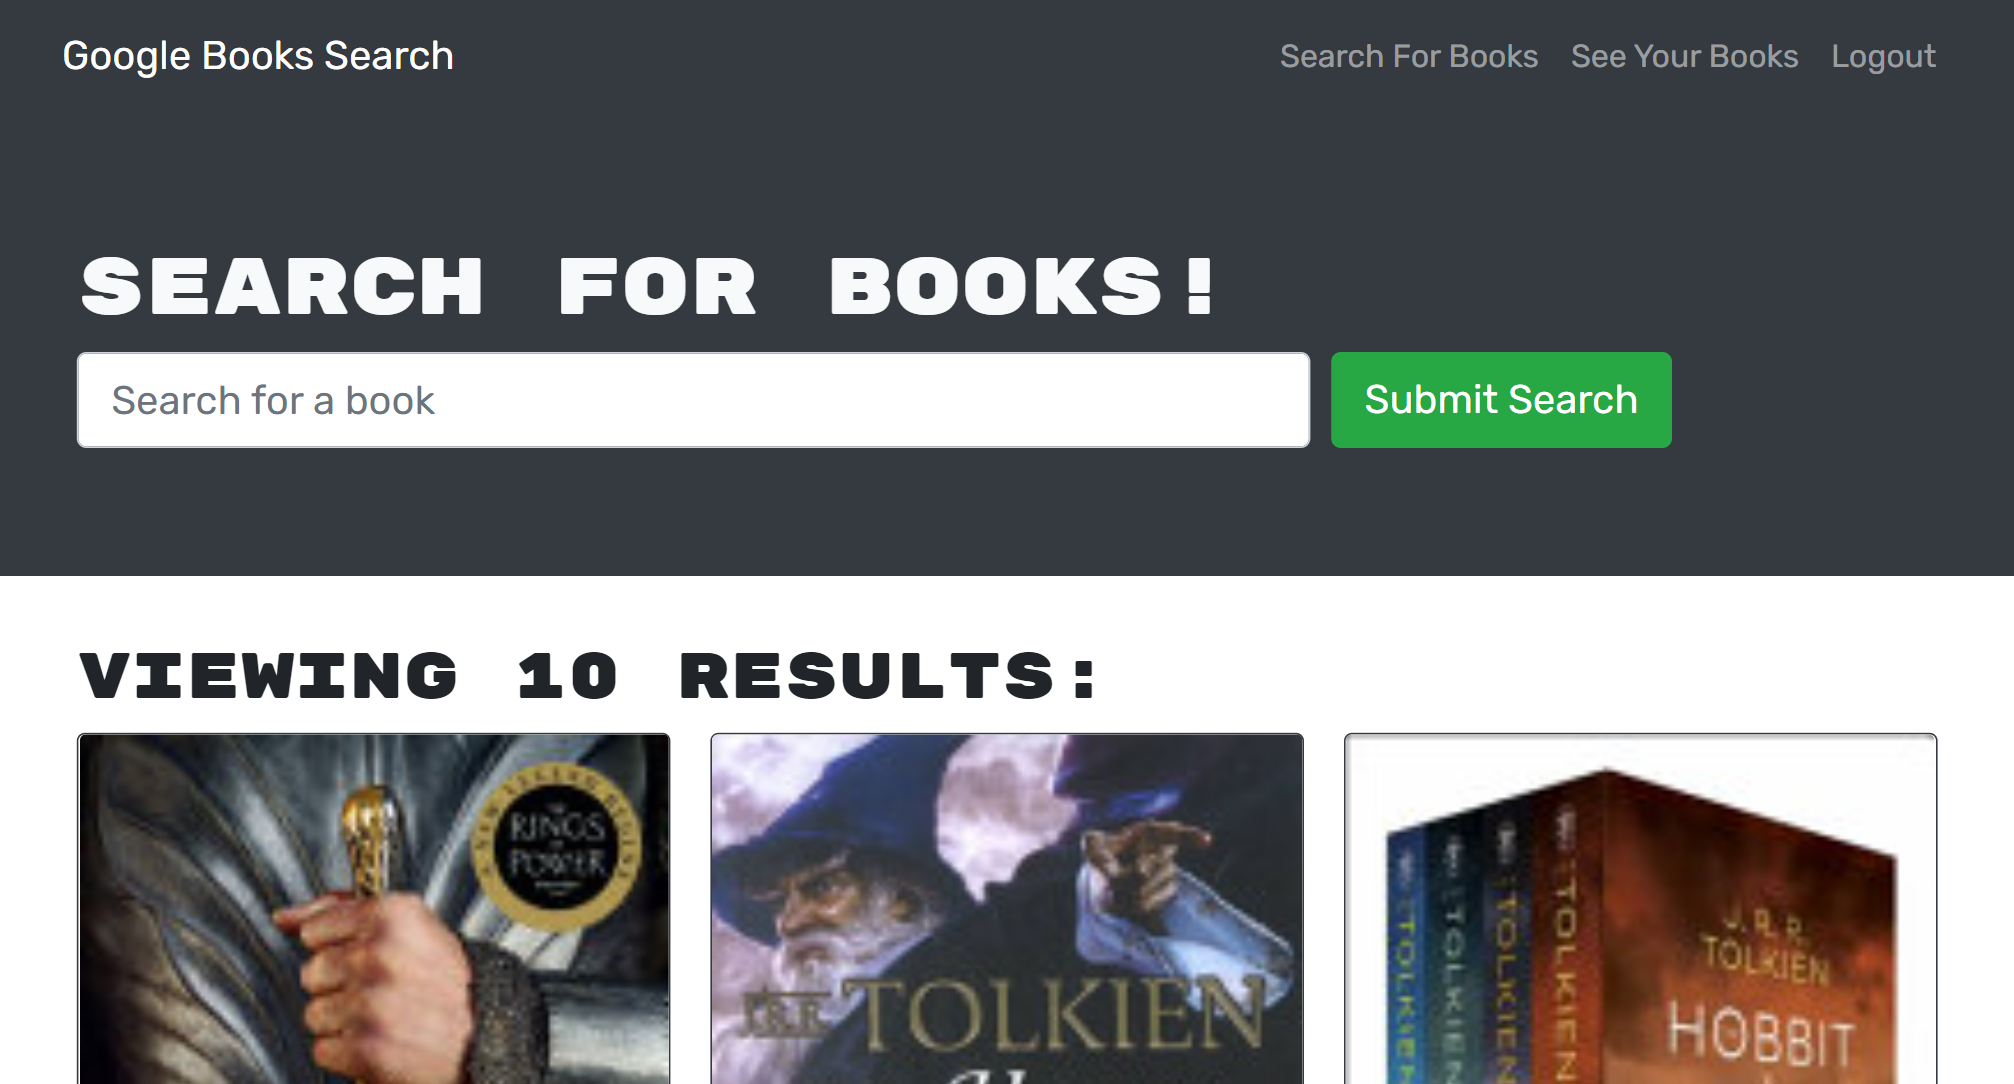 Google Books Search
Search For Books
See Your Books
Logout
SEARCH FOR BOOKS!
Search for a book
Submit Search
VIEWING 10 RESULTS:
THE
RINGS
OF
POWER
J.R.R. TOLKIEN
TOLKIEN
TOLKIEN
TOLKIEN
TOLKIEN
J. R. R.
TOLKIEN
HOBBIT